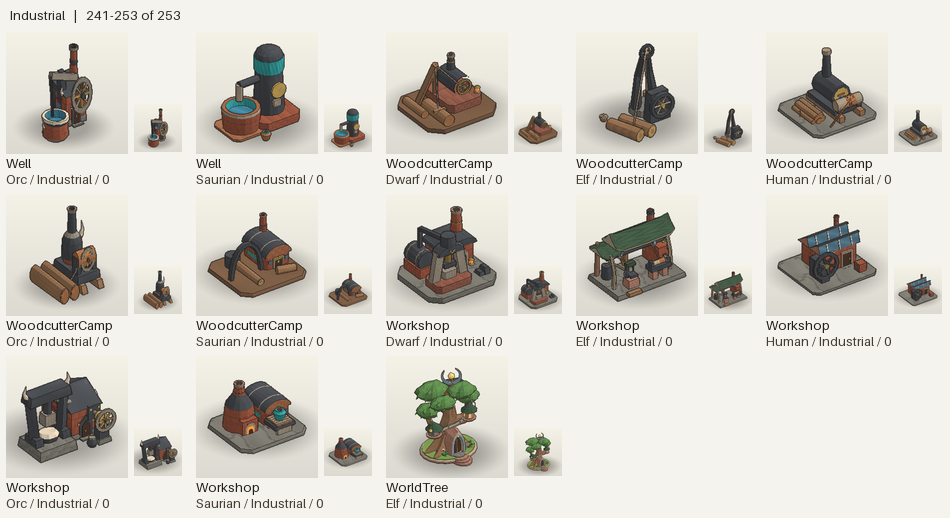 Industrial | 241-253 of 253
Well
Orc / Industrial / 0
Well
Saurian / Industrial / 0
WoodcutterCamp
Dwarf / Industrial / 0
WoodcutterCamp
Elf / Industrial / 0
WoodcutterCamp
Human / Industrial / 0
WoodcutterCamp
Orc / Industrial / 0
WoodcutterCamp
Saurian / Industrial / 0
Workshop
Dwarf / Industrial / 0
Workshop
Elf / Industrial / 0
Workshop
Human / Industrial / 0
Workshop
Orc / Industrial / 0
Workshop
Saurian / Industrial / 0
WorldTree
Elf / Industrial / 0